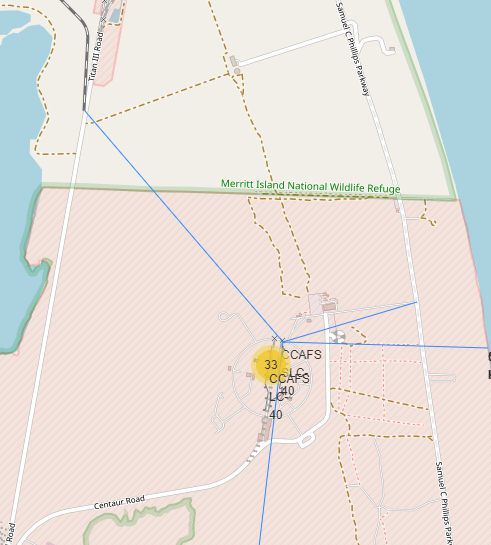 Titan III Road
Samuel C Phillips Parkway
Merritt Island National Wildlife Refuge
33
CCAFS
SLC-
40
CCAFS
LC-
40
Centaur Road
Samuel C Phillips Park
Road